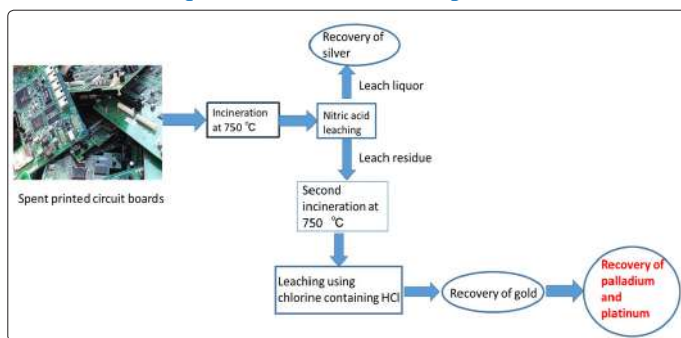 Recovery of
silver
Leach liquor
Incineration
at 750 °C
Nitric acid
leaching
Leach residue
Spent printed circuit boards
Second
incineration at
750 °C
Leaching using
chlorine containing HCl
Recovery of gold
Recovery of
palladium
and
platinum